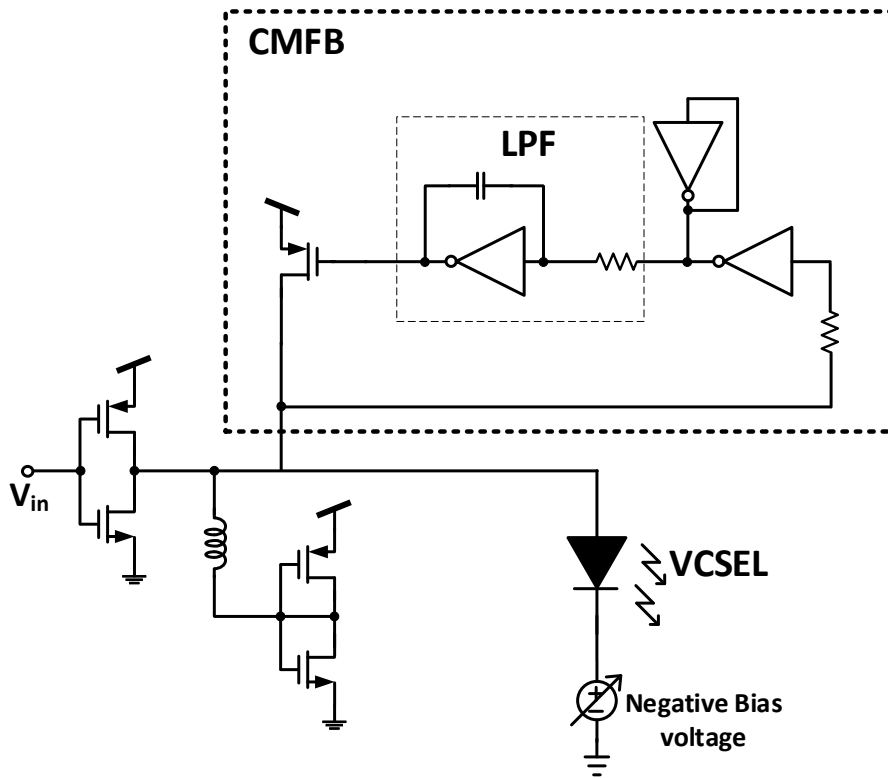 CMFB
LPF
Vin
VCSEL
+
−
Negative Bias
voltage